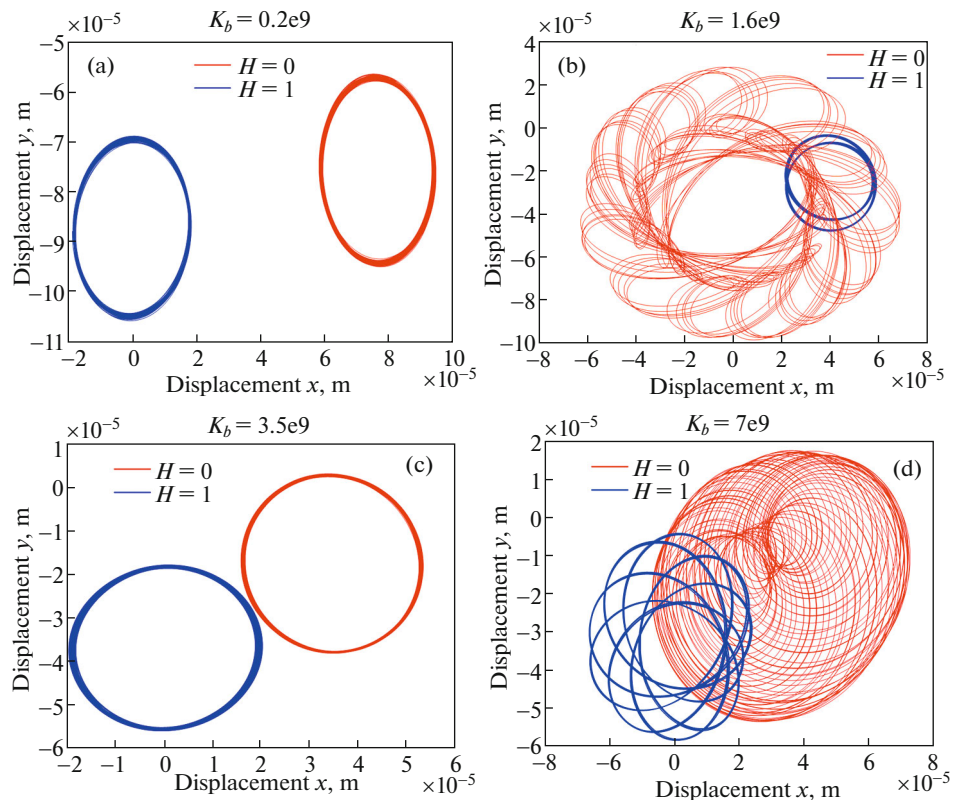 ×10⁻⁵
K_b = 0.2e9
−5
(a)
H = 0
H = 1
−6
−7
−8
−9
−10
−11
Displacement y, m
−2 0 2 4 6 8 10
Displacement x, m
×10⁻⁵
×10⁻⁵
K_b = 1.6e9
4
(b)
H = 0
H = 1
2
0
−2
−4
−6
−8
−10
Displacement y, m
−8 −6 −4 −2 0 2 4 6 8
Displacement x, m
×10⁻⁵
×10⁻⁵
K_b = 3.5e9
1
H = 0
H = 1
(c)
0
−1
−2
−3
−4
−5
−6
Displacement y, m
−2 −1 0 1 2 3 4 5 6
Displacement x, m
×10⁻⁵
×10⁻⁵
K_b = 7e9
2
H = 0
H = 1
(d)
1
0
−1
−2
−3
−4
−5
−6
Displacement y, m
−8 −6 −4 −2 0 2 4 6 8
Displacement x, m
×10⁻⁵